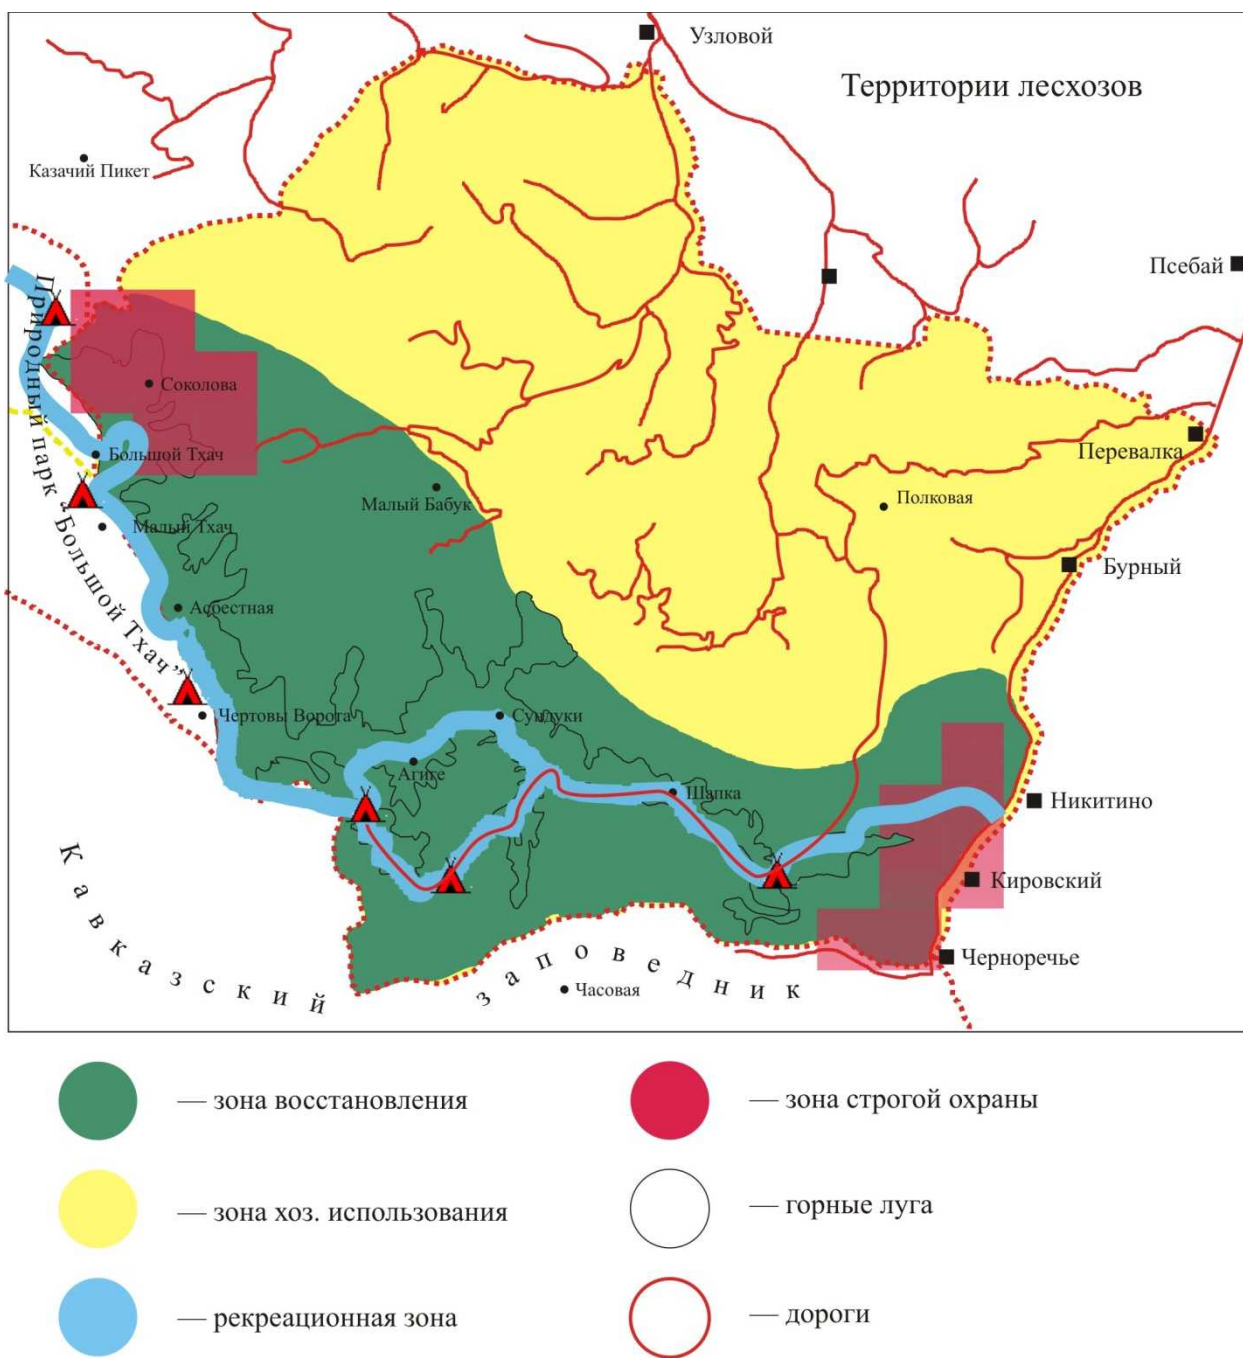 Узловой
Территории лесхозов
Казачий Пикет
Псебай
Природный парк “Большой Тхач”
Соколова
Большой Тхач
Перевалка
Малый Бабук
Полковая
Малый Тхач
Бурный
Асбестная
Чертовы Ворота
Сундуки
Агиге
Шапка
Никитино
Кировский
Черноречье
Кавказский
заповедник
Часовая
— зона восстановления
— зона строгой охраны
— зона хоз. использования
— горные луга
— рекреационная зона
— дороги